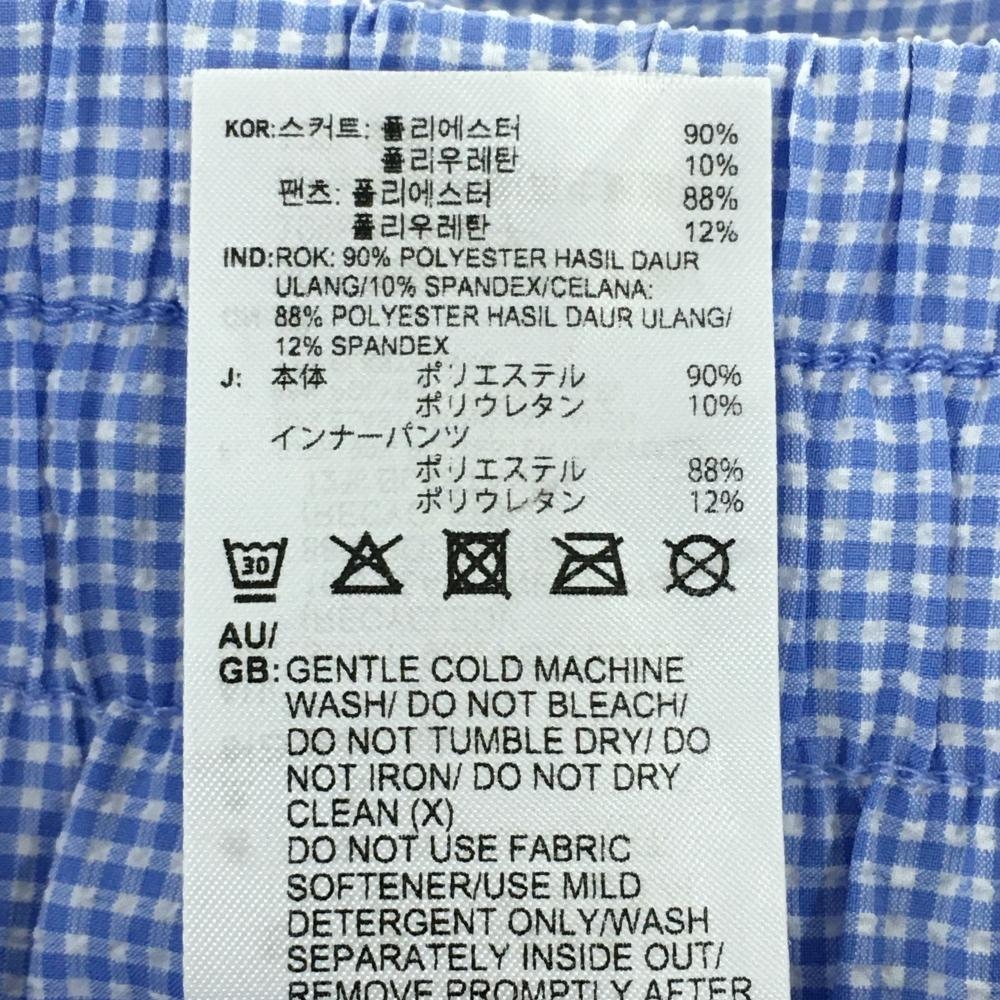 KOR:스커트: 폴리에스터 90%
폴리우레탄 10%
팬츠: 폴리에스터 88%
폴리우레탄 12%
IND:ROK: 90% POLYESTER HASIL DAUR
ULANG/10% SPANDEX/CELANA:
88% POLYESTER HASIL DAUR ULANG/
12% SPANDEX
J: 本体 ポリエステル 90%
ポリウレタン 10%
インナーパンツ
ポリエステル 88%
ポリウレタン 12%
30
AU/
GB:GENTLE COLD MACHINE
WASH/ DO NOT BLEACH/
DO NOT TUMBLE DRY/ DO
NOT IRON/ DO NOT DRY
CLEAN (X)
DO NOT USE FABRIC
SOFTENER/USE MILD
DETERGENT ONLY/WASH
SEPARATELY INSIDE OUT/
REMOVE PROMPTLY AFTER